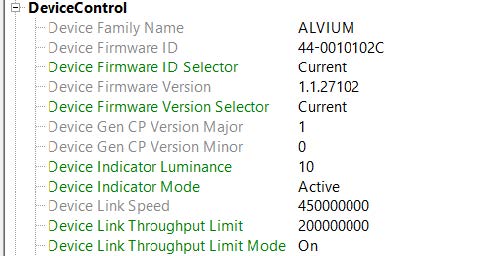 DeviceControl
Device Family Name ALVIUM
Device Firmware ID 44-0010102C
Device Firmware ID Selector Current
Device Firmware Version 1.1.27102
Device Firmware Version Selector Current
Device Gen CP Version Major 1
Device Gen CP Version Minor 0
Device Indicator Luminance 10
Device Indicator Mode Active
Device Link Speed 450000000
Device Link Throughput Limit 200000000
Device Link Throughput Limit Mode On